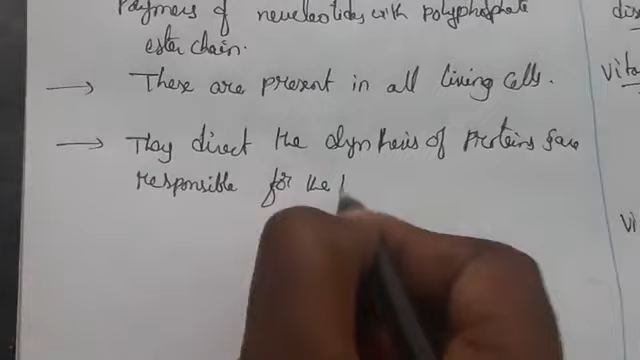 Polymers of neucleotides with polyphosphate
ester chain.
→ These are present in all living cells.
→ They direct the synthesis of proteins & are
responsible for the